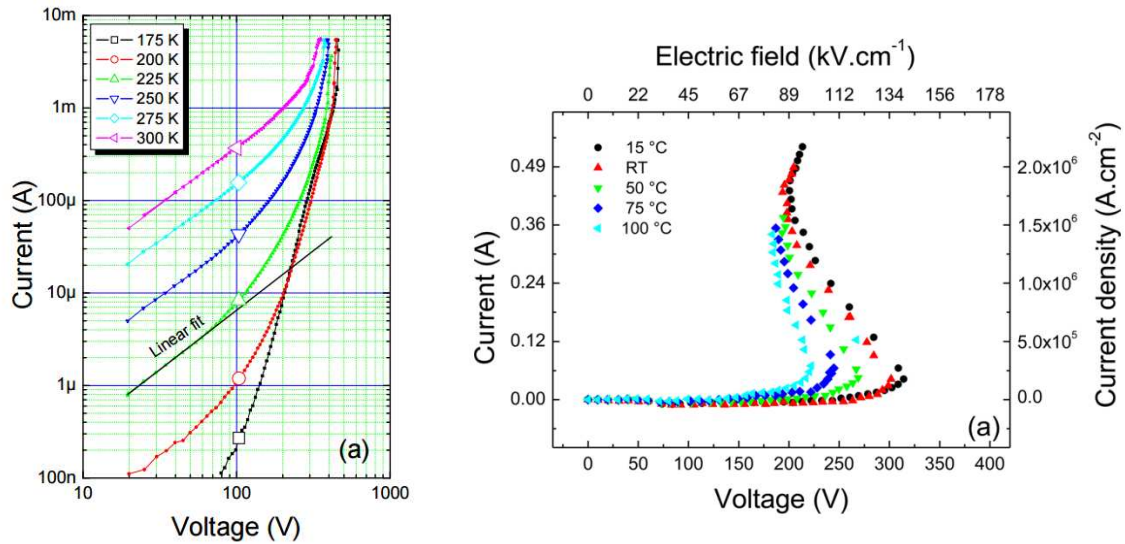 10m
1m
100µ
10µ
1µ
100n
Current (A)
175 K
200 K
225 K
250 K
275 K
300 K
Linear fit
(a)
10
100
1000
Voltage (V)
Electric field (kV.cm⁻¹)
0 22 45 67 89 111 134 156 178
0.49
0.36
0.24
0.12
0.00
Current (A)
15 °C
RT
50 °C
75 °C
100 °C
2.0x10⁶
1.5x10⁶
1.0x10⁶
5.0x10⁵
0.0
Current density (A.cm⁻²)
(a)
0 50 100 150 200 250 300 350 400
Voltage (V)